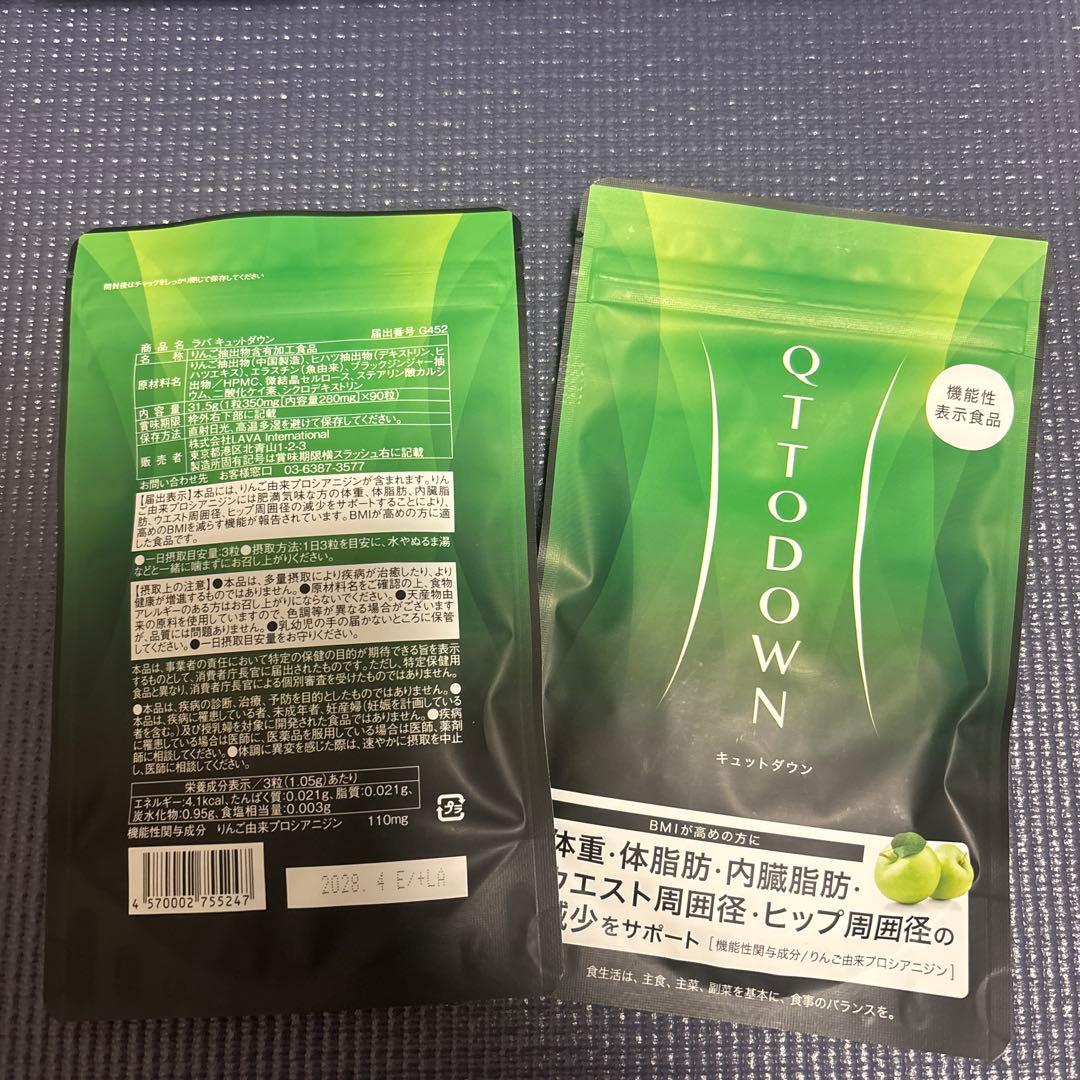 開封後はチャックをしっかり閉じて保存してください
届出番号 G452
商品名 ラバ キュットダウン
名称 りんご抽出物含有加工食品
原材料名 りんご抽出物(中国製造)、ヒハツ抽出物(デキストリン、ヒ
ハツエキス)、エラスチン(魚由来)、ブラックジンジャー抽
出物/HPMC、微結晶セルロース、ステアリン酸カルシ
ウム、二酸化ケイ素、シクロデキストリン
内容量 31.5g(1粒350mg[内容量280mg]×90粒)
賞味期限 枠外右下部に記載
保存方法 直射日光、高温多湿を避けて保存してください。
販売者 株式会社LAVA International
東京都港区北青山1-2-3
製造所固有記号は賞味期限横スラッシュ右に記載
お問い合わせ先 お客様窓口 03-6387-3577
【届出表示】本品には、りんご由来プロシアニジンが含まれます。りん
ご由来プロシアニジンには肥満気味な方の体重、体脂肪、内臓脂
肪、ウエスト周囲径、ヒップ周囲径の減少をサポートすることにより、
高めのBMIを減らす機能が報告されています。BMIが高めの方に適
した食品です。
●一日摂取目安量:3粒●摂取方法:1日3粒を目安に、水やぬるま湯
などと一緒に噛まずにお召し上がりください。
【摂取上の注意】●本品は、多量摂取により疾病が治癒したり、より
健康が増進するものではありません。●原材料名をご確認の上、食物
アレルギーのある方はお召し上がりにならないでください。●天産物由
来の原料を使用していますので、色調等が異なる場合がございます
が、品質には問題ありません。●乳幼児の手の届かないところに保管
してください。●一日摂取目安量をお守りください。
本品は、事業者の責任において特定の保健の目的が期待できる旨を表示
するものとして、消費者庁長官に届出されたものです。ただし、特定保健用
食品と異なり、消費者庁長官による個別審査を受けたものではありません。
●本品は、疾病の診断、治療、予防を目的としたものではありません。●
本品は、疾病に罹患している者、未成年者、妊産婦(妊娠を計画している
者を含む。)及び授乳婦を対象に開発された食品ではありません。●疾病
に罹患している場合は医師に、医薬品を服用している場合は医師、薬剤
師に相談してください。●体調に異変を感じた際は、速やかに摂取を中止
し、医師に相談してください。
栄養成分表示/3粒(1.05g)あたり
エネルギー:4.1kcal、たんぱく質:0.021g、脂質:0.021g、
炭水化物:0.95g、食塩相当量:0.003g
機能性関与成分 りんご由来プロシアニジン 110mg
プラ
4 570002 755247
2028. 4 E/+LA
QTToDOWN
キュットダウン
機能性
表示食品
BMIが高めの方に
体重・体脂肪・内臓脂肪・
ウエスト周囲径・ヒップ周囲径の
減少をサポート [機能性関与成分/りんご由来プロシアニジン]
食生活は、主食、主菜、副菜を基本に、食事のバランスを。